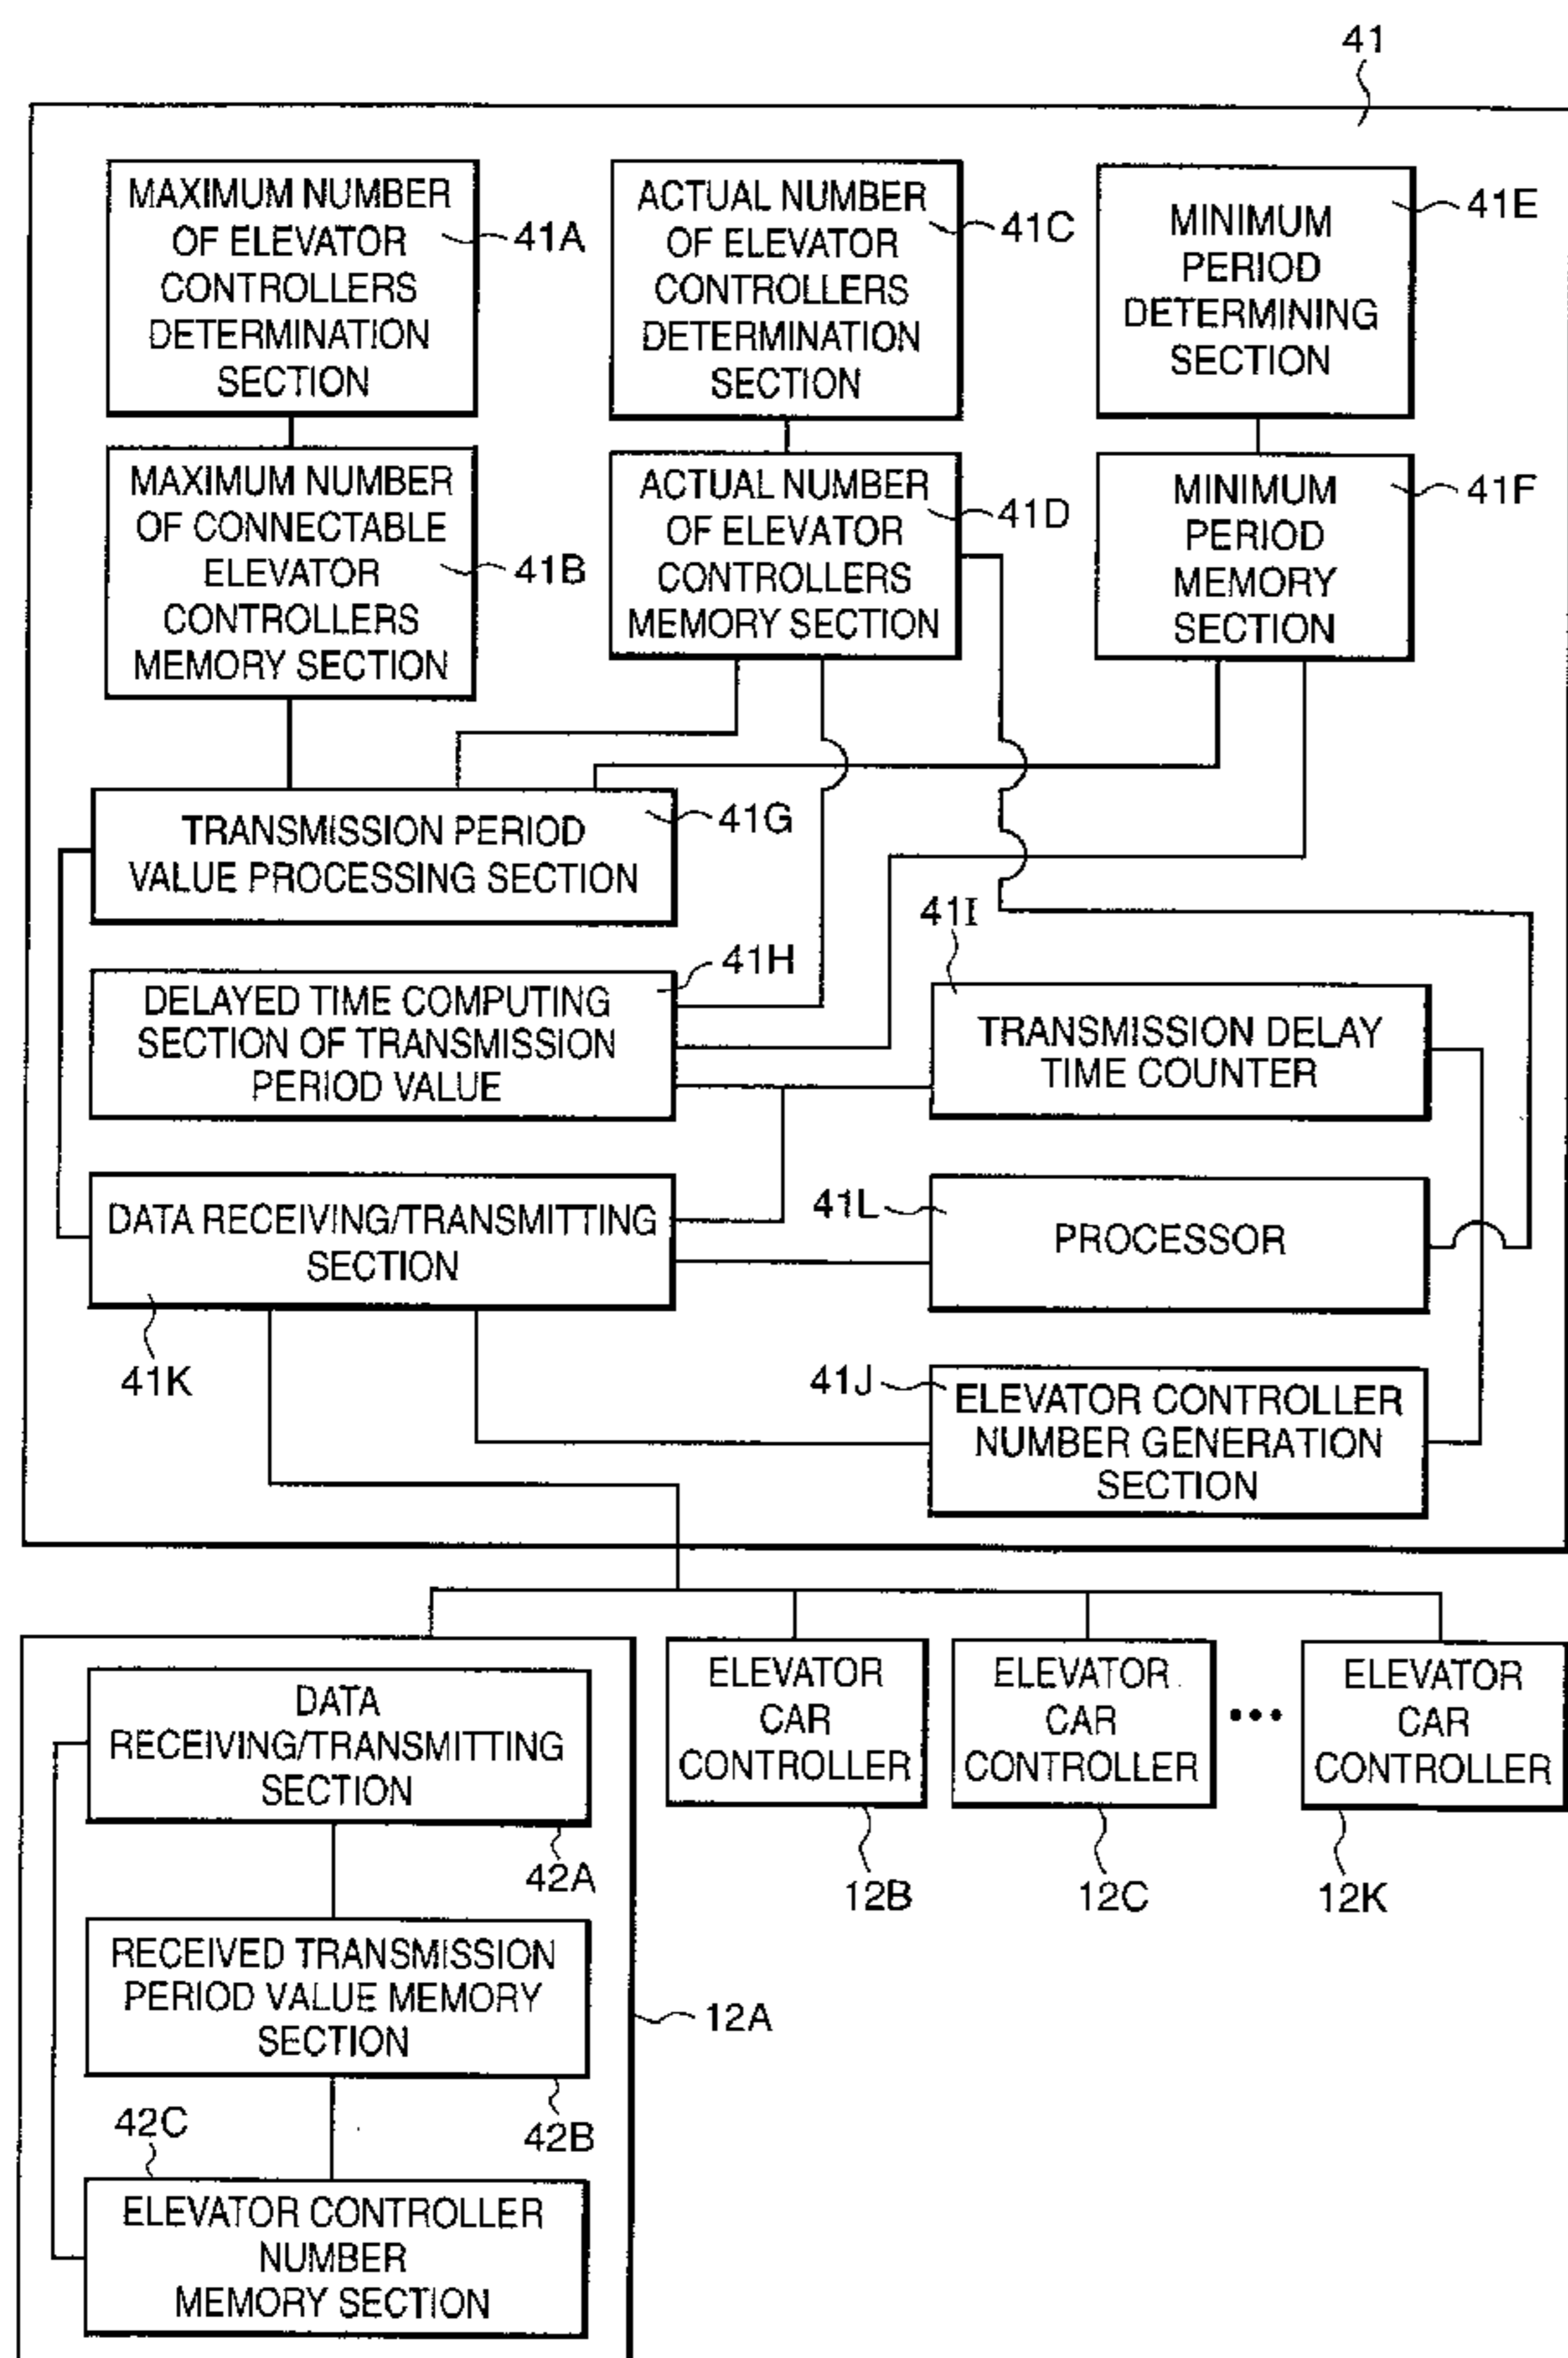 41
MAXIMUM NUMBER
OF ELEVATOR
CONTROLLERS
DETERMINATION
SECTION
41A
ACTUAL NUMBER
OF ELEVATOR
CONTROLLERS
DETERMINATION
SECTION
41C
MINIMUM
PERIOD
DETERMINING
SECTION
41E
MAXIMUM NUMBER
OF CONNECTABLE
ELEVATOR
CONTROLLERS
MEMORY SECTION
41B
ACTUAL NUMBER
OF ELEVATOR
CONTROLLERS
MEMORY SECTION
41D
MINIMUM
PERIOD
MEMORY
SECTION
41F
TRANSMISSION PERIOD
VALUE PROCESSING SECTION
41G
DELAYED TIME COMPUTING
SECTION OF TRANSMISSION
PERIOD VALUE
41H
41I
TRANSMISSION DELAY
TIME COUNTER
DATA RECEIVING/TRANSMITTING
SECTION
41K
41L
PROCESSOR
41J
ELEVATOR CONTROLLER
NUMBER GENERATION
SECTION
DATA
RECEIVING/TRANSMITTING
SECTION
42A
ELEVATOR
CAR
CONTROLLER
12B
ELEVATOR
CAR
CONTROLLER
12C
•••
ELEVATOR
CAR
CONTROLLER
12K
RECEIVED TRANSMISSION
PERIOD VALUE MEMORY
SECTION
42B
12A
42C
ELEVATOR CONTROLLER
NUMBER
MEMORY SECTION